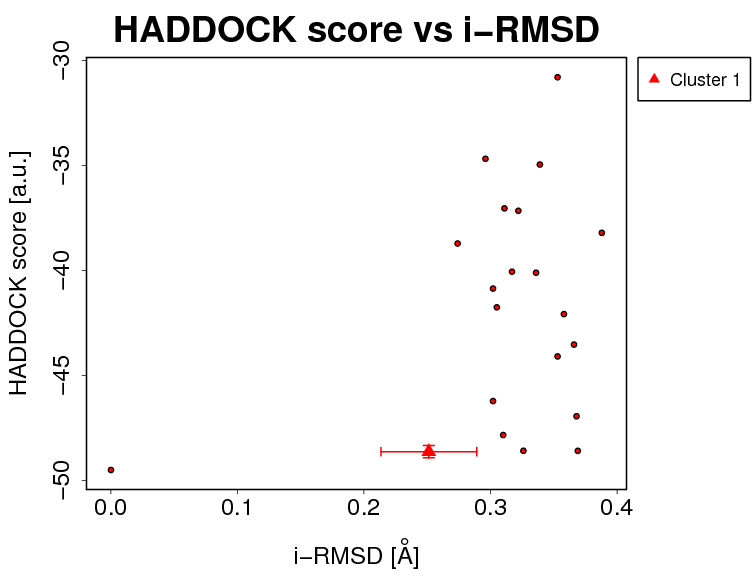 HADDOCK score vs i−RMSD
Cluster 1
HADDOCK score [a.u.]
−30
−35
−40
−45
−50
0.0 0.1 0.2 0.3 0.4
i−RMSD [Å]